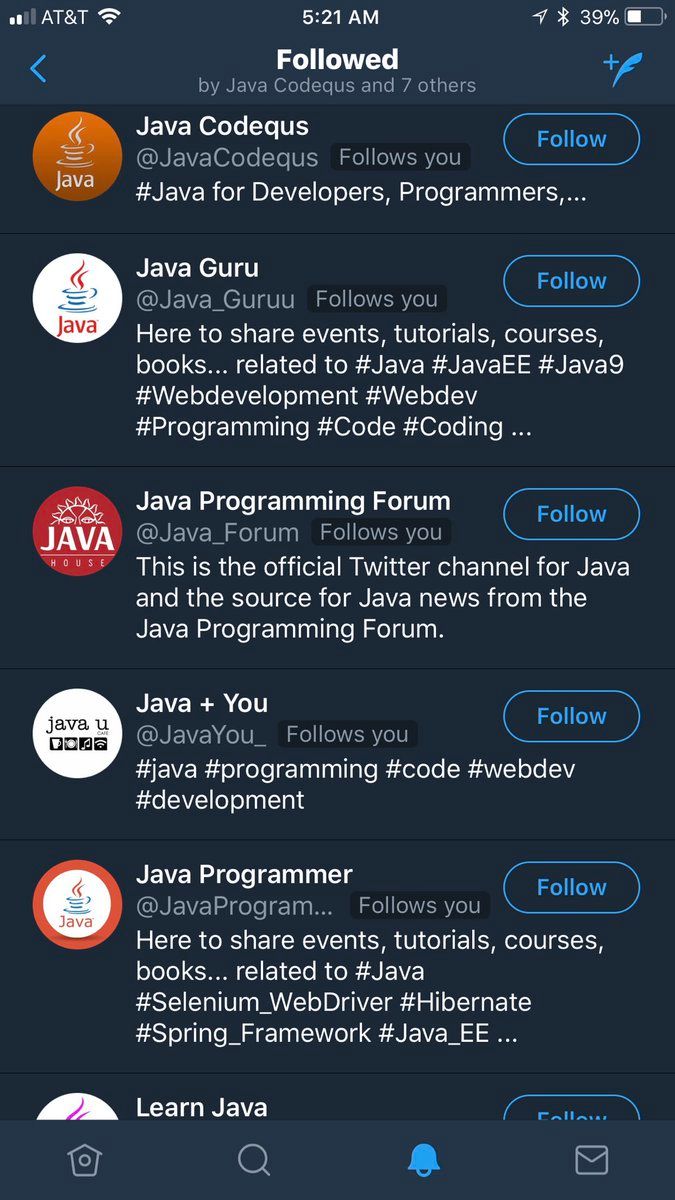 AT&T 5:21 AM 39%
Followed
by Java Codequs and 7 others
Java Codequs
Follow
Java
@JavaCodequs Follows you
#Java for Developers, Programmers,...
Java Guru
Follow
Java
@Java_Guruu Follows you
Here to share events, tutorials, courses,
books... related to #Java #JavaEE #Java9
#Webdevelopment #Webdev
#Programming #Code #Coding ...
Java Programming Forum
Follow
JAVA
HOUSE
@Java_Forum Follows you
This is the official Twitter channel for Java
and the source for Java news from the
Java Programming Forum.
Java + You
Follow
java u
CAFE
@JavaYou_ Follows you
#java #programming #code #webdev
#development
Java Programmer
Follow
Java
@JavaProgram... Follows you
Here to share events, tutorials, courses,
books... related to #Java
#Selenium_WebDriver #Hibernate
#Spring_Framework #Java_EE ...
Learn Java
Follow